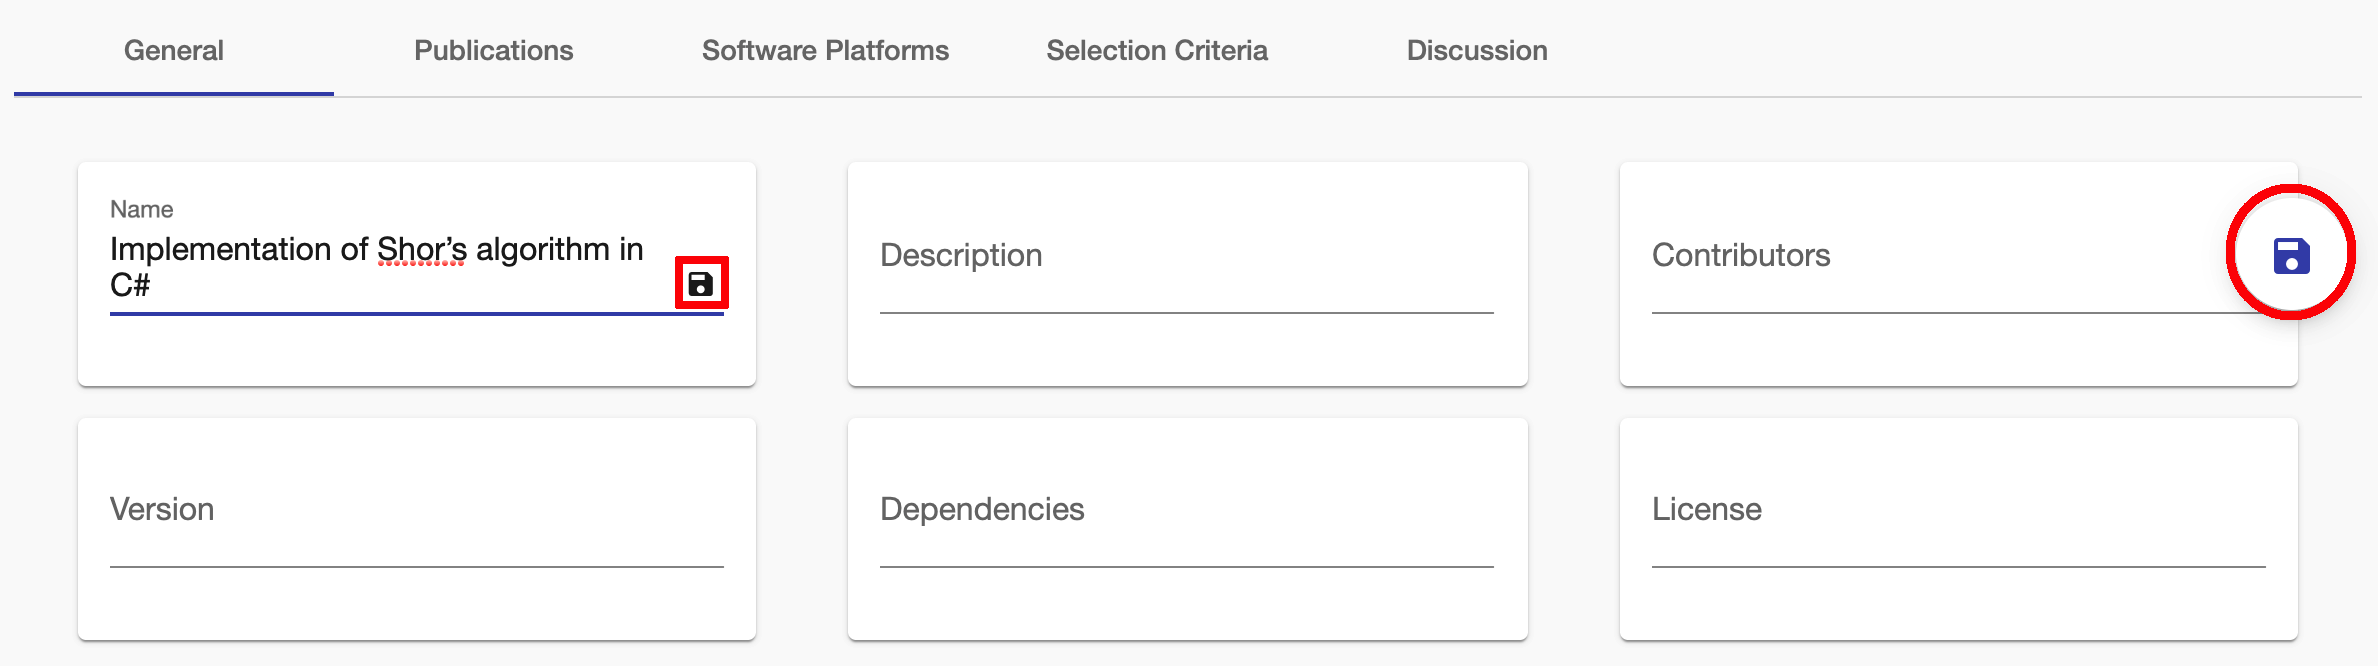 General
Publications
Software Platforms
Selection Criteria
Discussion
Name
Implementation of Shor’s algorithm in
C#
Description
Contributors
Version
Dependencies
License